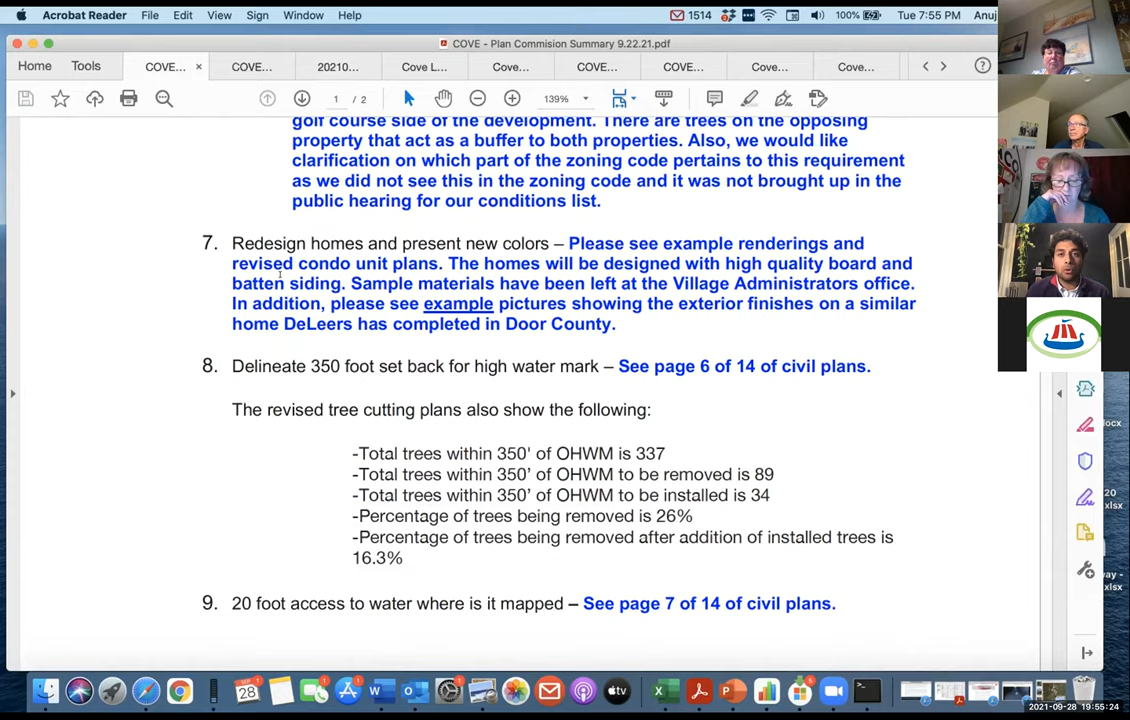 Acrobat Reader File Edit View Sign Window Help 1514 100% Tue 7:55 PM Anuj
COVE - Plan Commision Summary 9.22.21.pdf
Home Tools COVE... × COVE... 20210... Cove L... Cove... COVE... COVE... Cove... Cove...
1 / 2 139%
golf course side of the development. There are trees on the opposing
property that act as a buffer to both properties. Also, we would like
clarification on which part of the zoning code pertains to this requirement
as we did not see this in the zoning code and it was not brought up in the
public hearing for our conditions list.
7. Redesign homes and present new colors – Please see example renderings and
revised condo unit plans. The homes will be designed with high quality board and
batten siding. Sample materials have been left at the Village Administrators office.
In addition, please see example pictures showing the exterior finishes on a similar
home DeLeers has completed in Door County.
8. Delineate 350 foot set back for high water mark – See page 6 of 14 of civil plans.
The revised tree cutting plans also show the following:
-Total trees within 350' of OHWM is 337
-Total trees within 350’ of OHWM to be removed is 89
-Total trees within 350’ of OHWM to be installed is 34
-Percentage of trees being removed is 26%
-Percentage of trees being removed after addition of installed trees is
16.3%
9. 20 foot access to water where is it mapped – See page 7 of 14 of civil plans.
ocx
20
xlsx
way -
xlsx
SEP
28
tv
2021-09-28 19:55:24